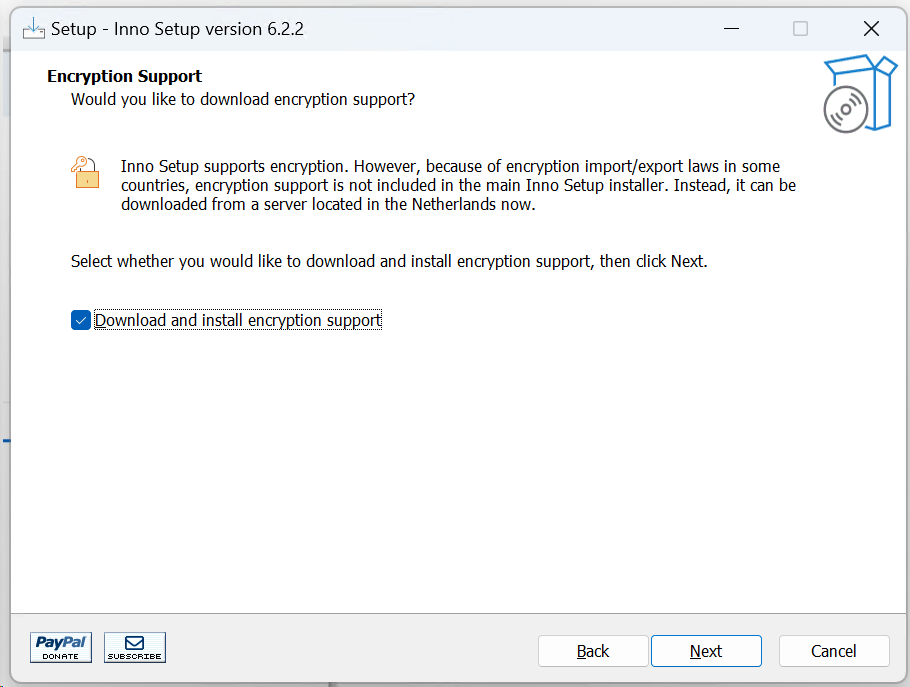 Setup - Inno Setup version 6.2.2
Encryption Support
Would you like to download encryption support?
Inno Setup supports encryption. However, because of encryption import/export laws in some
countries, encryption support is not included in the main Inno Setup installer. Instead, it can be
downloaded from a server located in the Netherlands now.
Select whether you would like to download and install encryption support, then click Next.
Download and install encryption support
PayPal
DONATE
SUBSCRIBE
Back
Next
Cancel